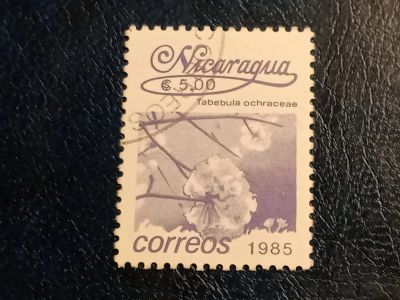 Nicaragua
₡ 5.00
Tabebula ochraceae
correos 1985